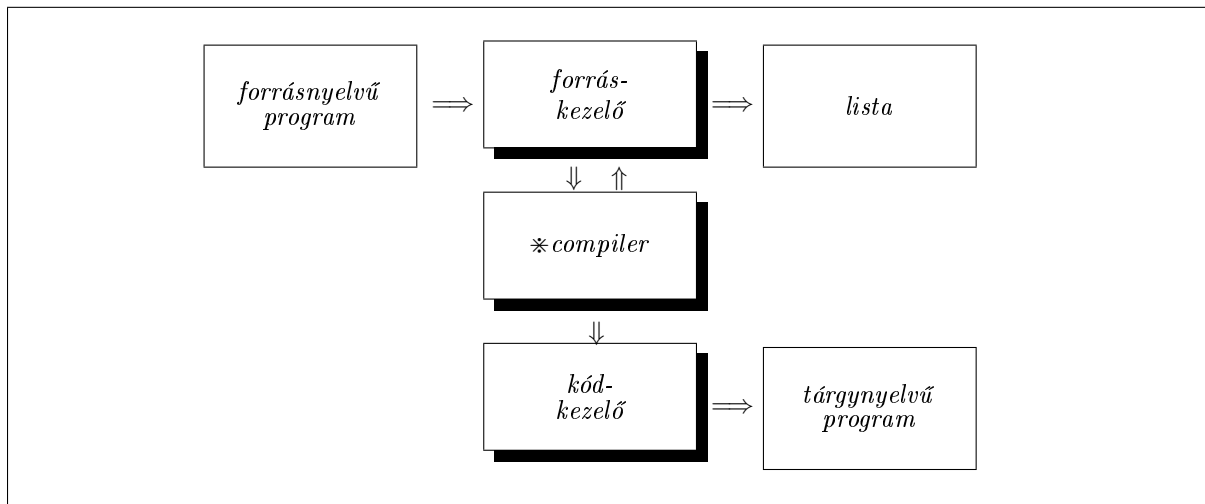 forrásnyelvű
program
forrás-
kezelő
lista
※compiler
kód-
kezelő
tárgynyelvű
program